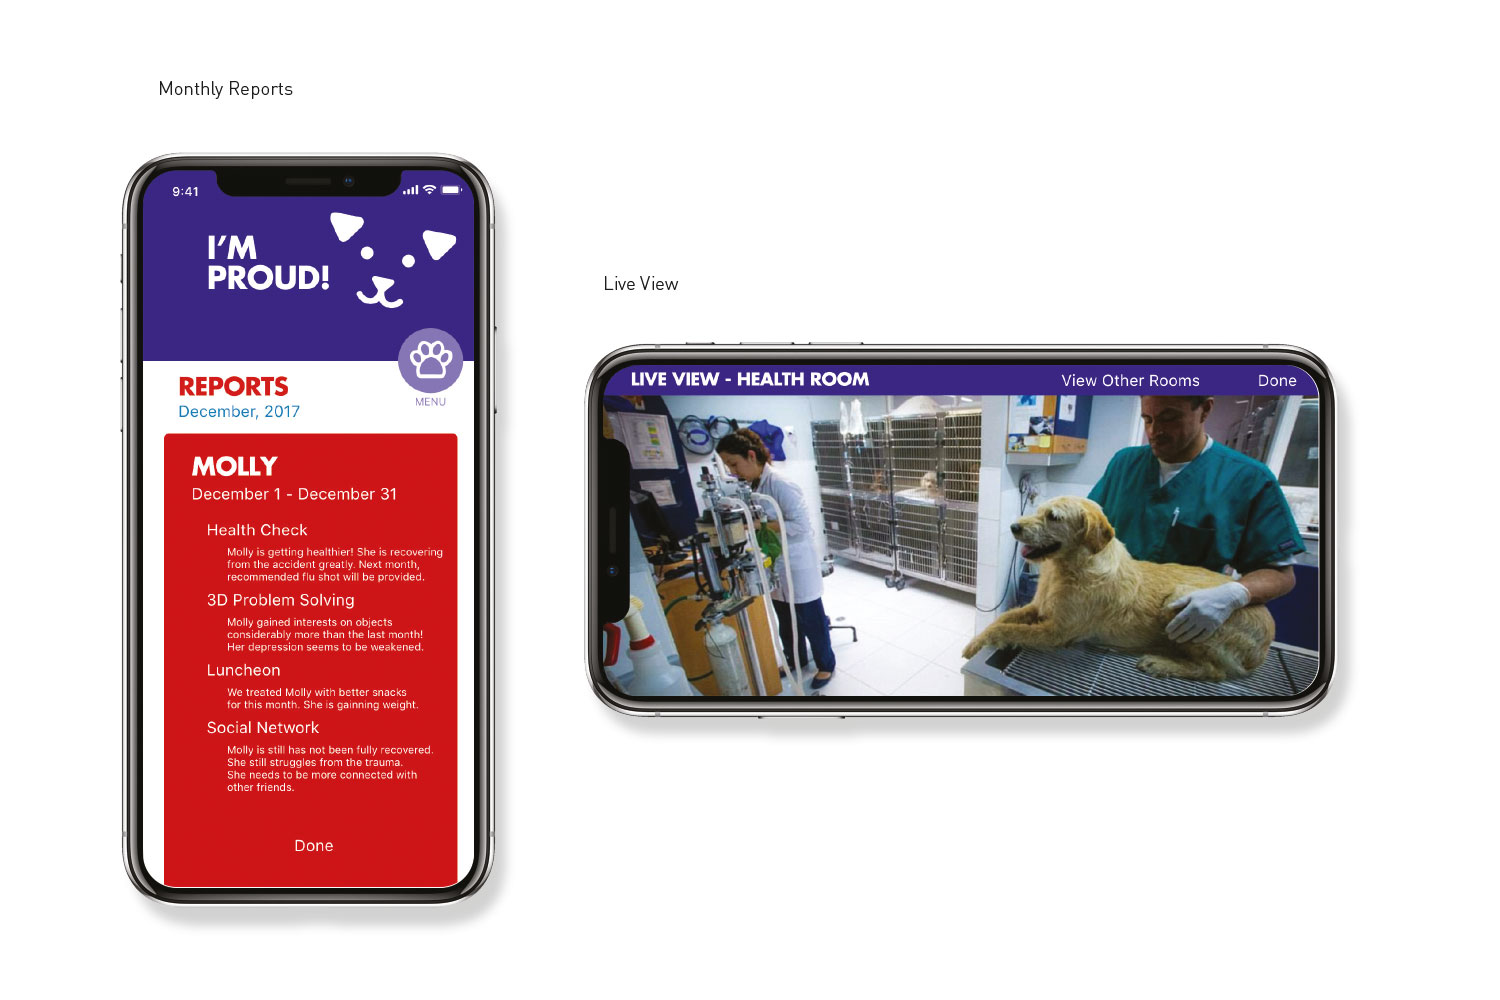 Monthly Reports
9:41
I'M
PROUD!
MENU
REPORTS
December, 2017
MOLLY
December 1 - December 31
Health Check
Molly is getting healthier! She is recovering
from the accident greatly. Next month,
recommended flu shot will be provided.
3D Problem Solving
Molly gained interests on objects
considerably more than the last month!
Her depression seems to be weakened.
Luncheon
We treated Molly with better snacks
for this month. She is gainning weight.
Social Network
Molly is still has not been fully recovered.
She still struggles from the trauma.
She needs to be more connected with
other friends.
Done
Live View
LIVE VIEW - HEALTH ROOM
View Other Rooms
Done